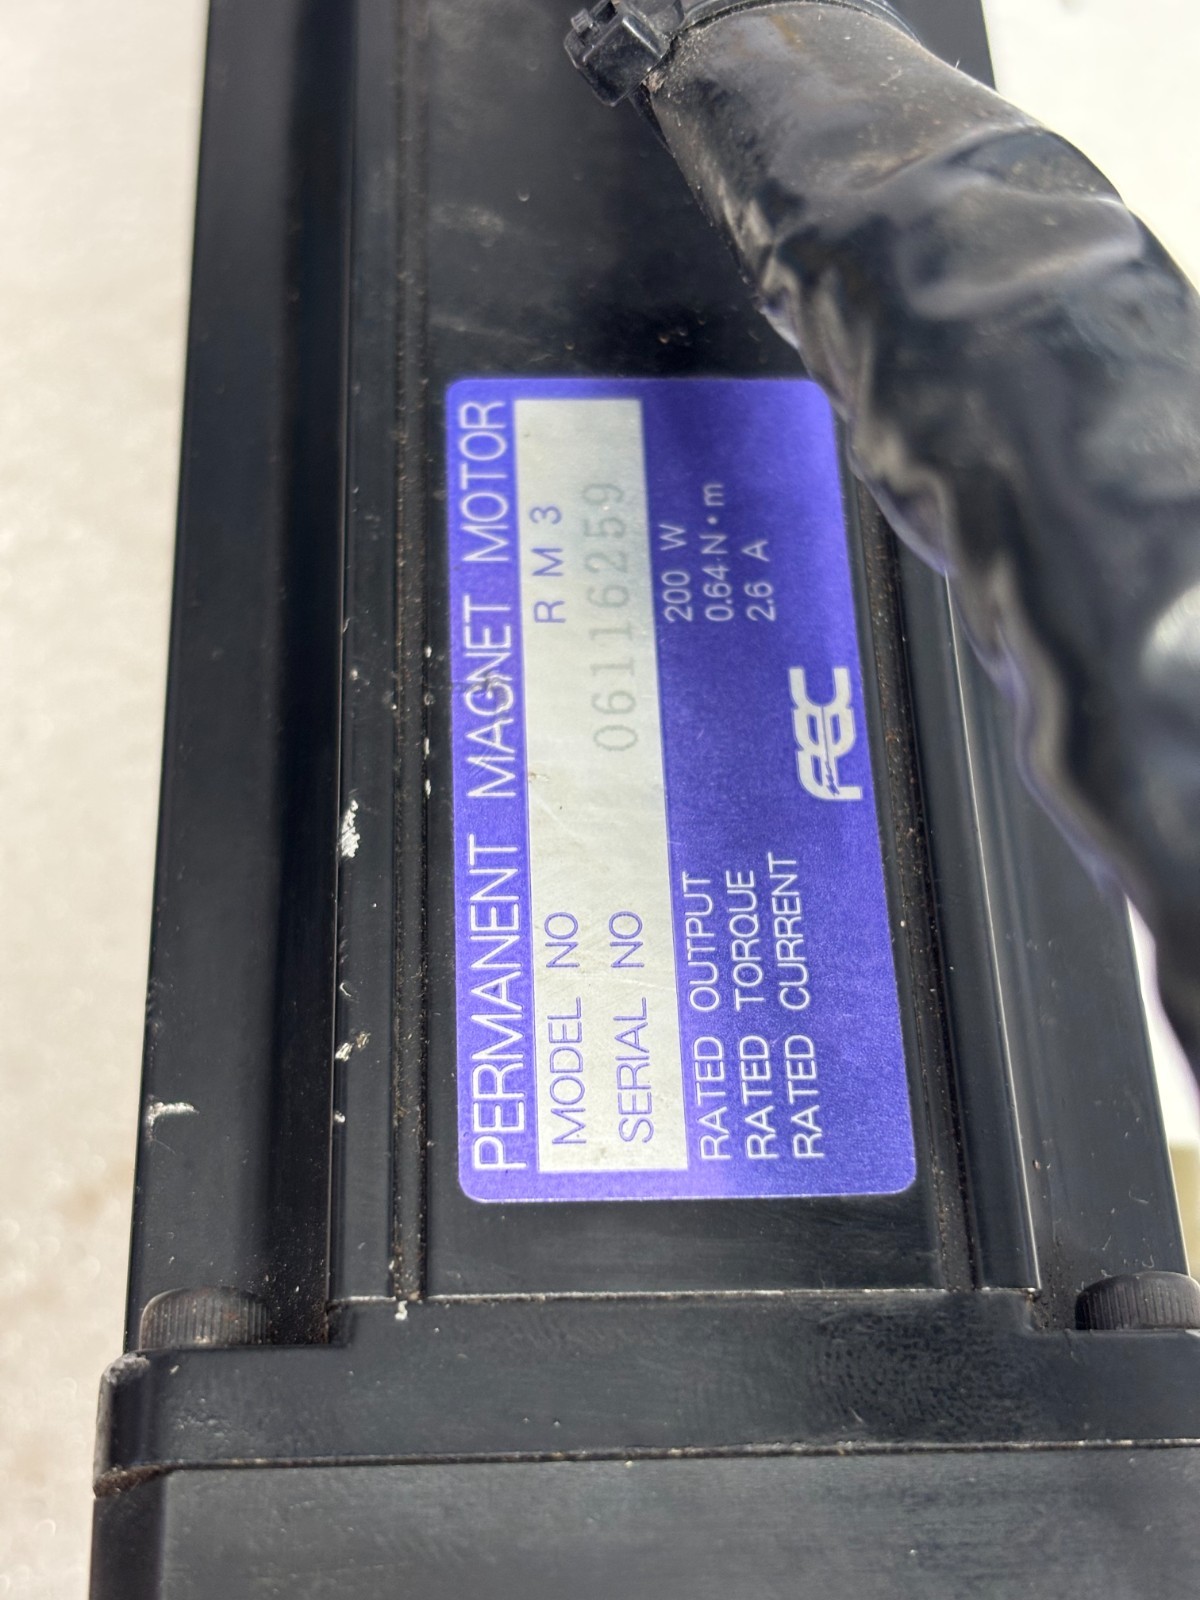 PERMANENT MAGNET MOTOR
MODEL NO RM3
SERIAL NO 06116259
RATED OUTPUT 200 W
RATED TORQUE 0.64 N·m
RATED CURRENT 2.6 A